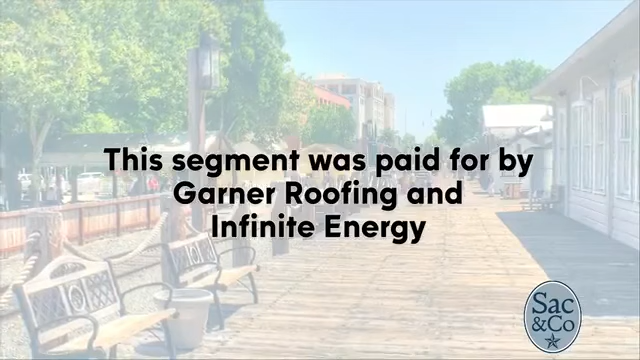 This segment was paid for by
Garner Roofing and
Infinite Energy
Sac
&Co